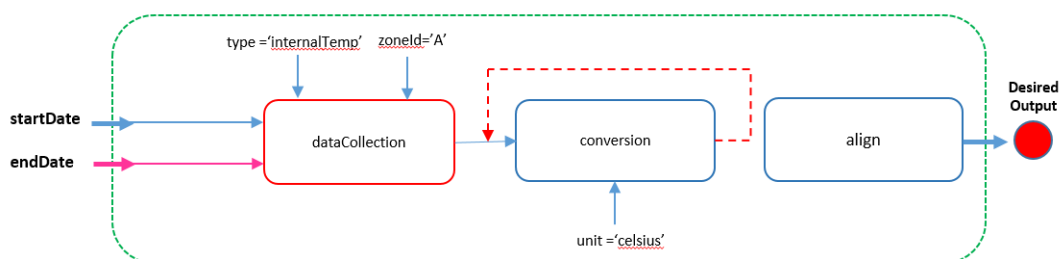 type =‘internalTemp’ zoneId=’A’
startDate
endDate
dataCollection
conversion
align
Desired
Output
unit =‘celsius’